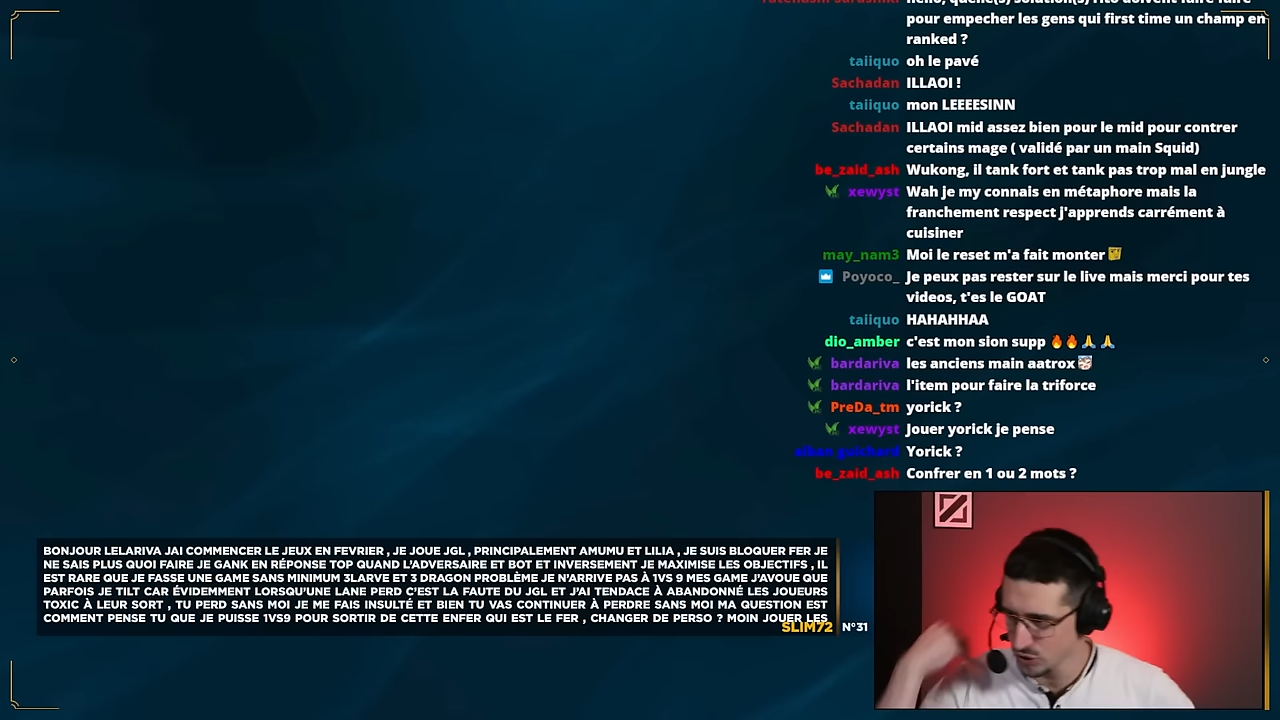 pour empecher les gens qui first time un champ en
ranked ?
taiiquo oh le pavé
Sachadan ILLAOI !
taiiquo mon LEEEESINN
Sachadan ILLAOI mid assez bien pour le mid pour contrer
certains mage ( validé par un main Squid)
be_zaid_ash Wukong, il tank fort et tank pas trop mal en jungle
xewyst Wah je my connais en métaphore mais la
franchement respect j'apprends carrément à
cuisiner
may_nam3 Moi le reset m'a fait monter
Poyoco_ Je peux pas rester sur le live mais merci pour tes
videos, t'es le GOAT
taiiquo HAHAHHAA
dio_amber c'est mon sion supp 🔥🔥🙏🙏
bardariva les anciens main aatrox
bardariva l'item pour faire la triforce
PreDa_tm yorick ?
xewyst Jouer yorick je pense
Yorick ?
be_zaid_ash Confrer en 1 ou 2 mots ?
BONJOUR LELARIVA JAI COMMENCER LE JEUX EN FEVRIER , JE JOUE JGL , PRINCIPALEMENT AMUMU ET LILIA , JE SUIS BLOQUER FER JE
NE SAIS PLUS QUOI FAIRE JE GANK EN RÉPONSE TOP QUAND L'ADVERSAIRE ET BOT ET INVERSEMENT JE MAXIMISE LES OBJECTIFS , IL
EST RARE QUE JE FASSE UNE GAME SANS MINIMUM 3LARVE ET 3 DRAGON PROBLÈME JE N'ARRIVE PAS À 1VS 9 MES GAME J'AVOUE QUE
PARFOIS JE TILT CAR ÉVIDEMMENT LORSQU'UNE LANE PERD C'EST LA FAUTE DU JGL ET J'AI TENDACE À ABANDONNÉ LES JOUEURS
TOXIC À LEUR SORT , TU PERD SANS MOI JE ME FAIS INSULTÉ ET BIEN TU VAS CONTINUER À PERDRE SANS MOI MA QUESTION EST
COMMENT PENSE TU QUE JE PUISSE 1VS9 POUR SORTIR DE CETTE ENFER QUI EST LE FER , CHANGER DE PERSO ? MOIN JOUER LES
SLIM72 N°31